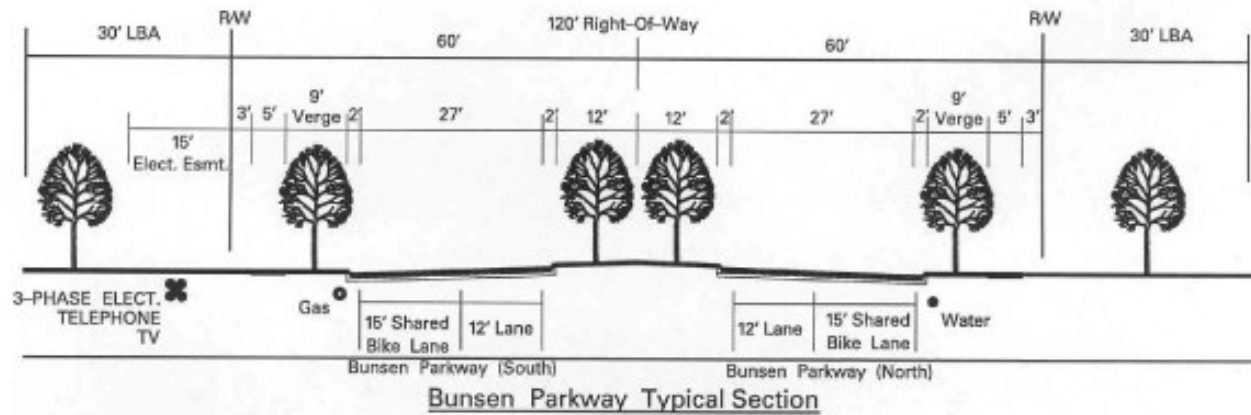 R/W 120' Right-Of-Way R/W
30' LBA 60' 60' 30' LBA
3' 5' 9' Verge 2' 27' 2' 12' 12' 2' 27' 2' 9' Verge 5' 3'
15'
Elect. Esmt.
3-PHASE ELECT.
TELEPHONE
TV
Gas
15' Shared
Bike Lane
12' Lane
12' Lane
15' Shared
Bike Lane
Water
Bunsen Parkway (South)
Bunsen Parkway (North)
Bunsen Parkway Typical Section